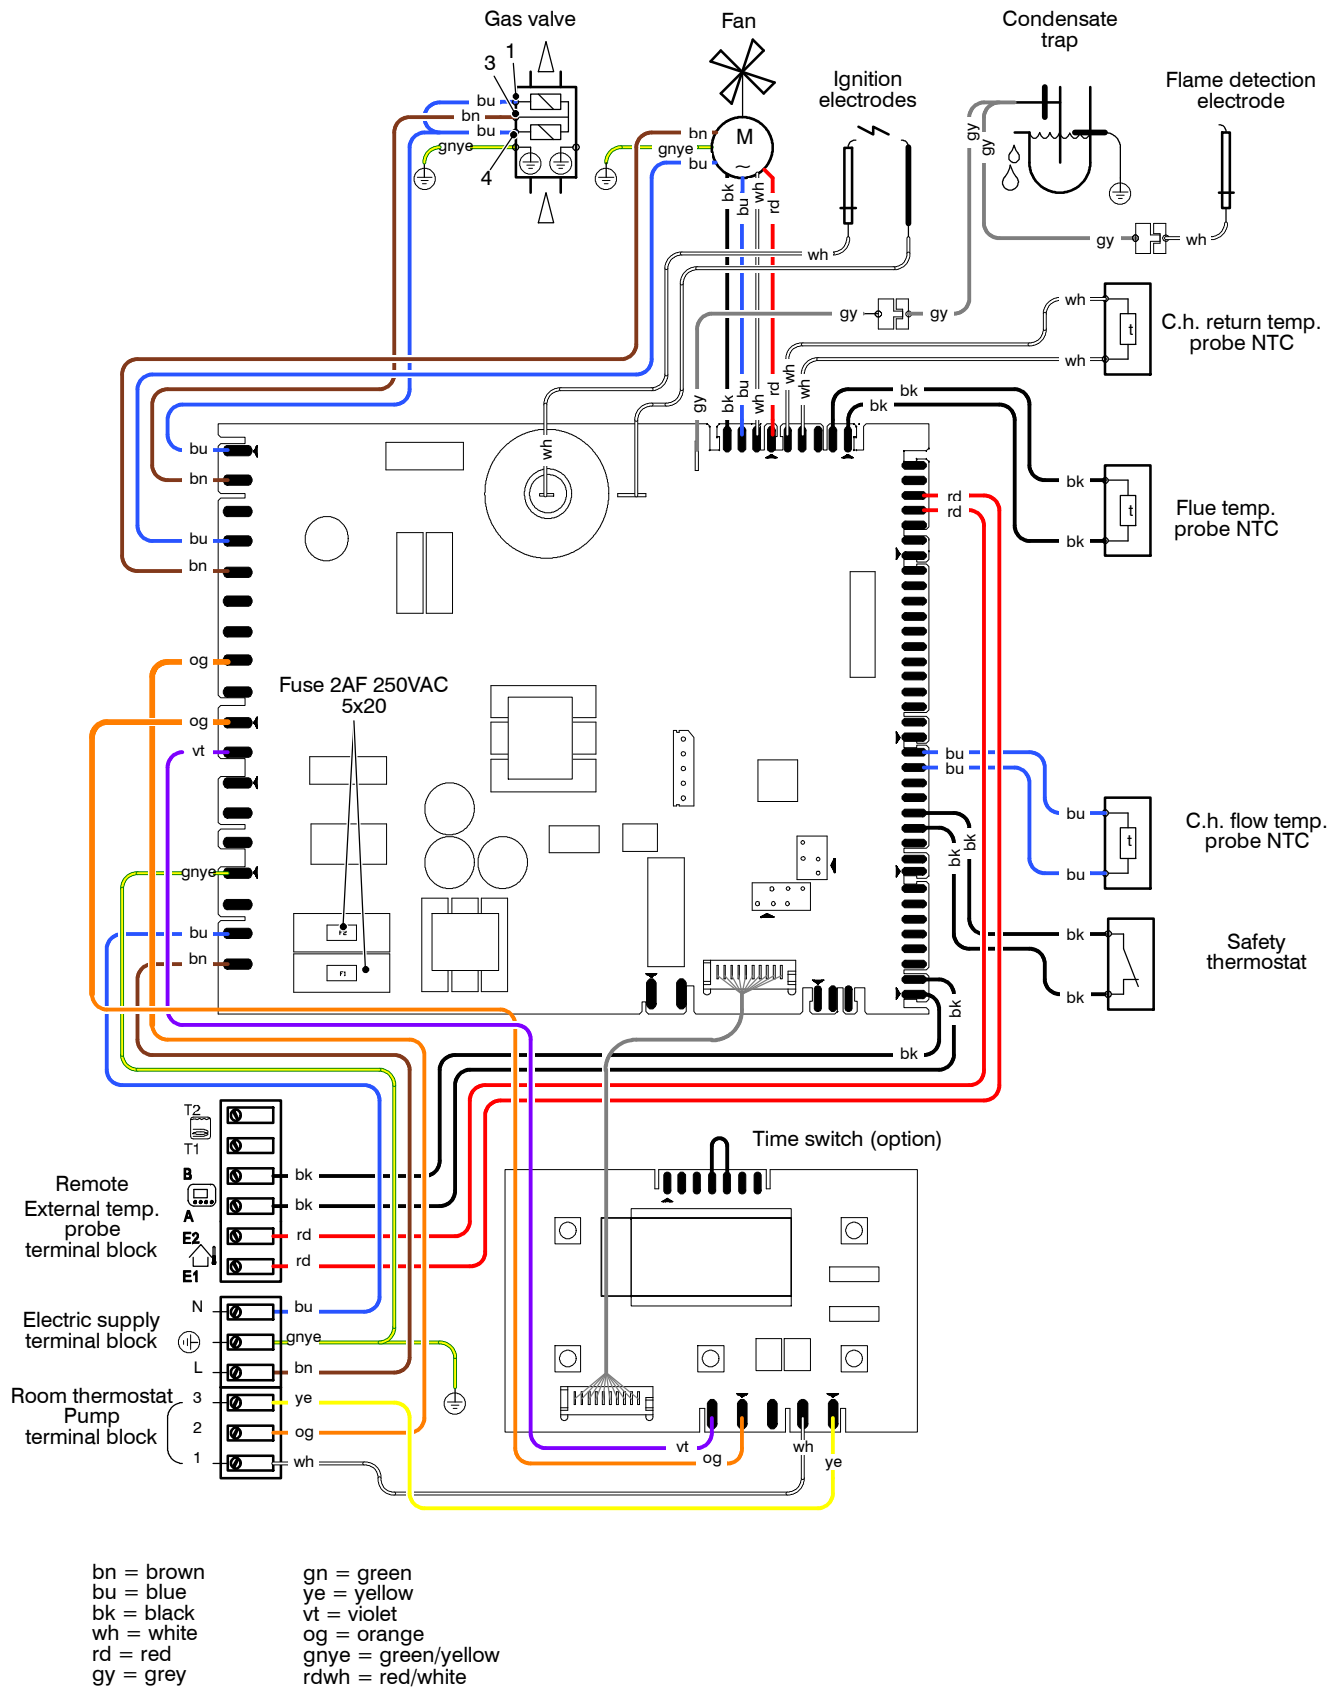 Gas valve
Fan
Condensate
trap
1
3
4
bu
bn
bu
gnye
bn
gnye
bu
M
~
Ignition
electrodes
Flame detection
electrode
bk
bu
wh
rd
wh
gy
gy
gy
wh
gy
gy
wh
wh
t
C.h. return temp.
probe NTC
gy
bk
bu
wh
rd
wh
wh
bk
bk
wh
bu
bn
bu
bn
og
og
vt
gnye
bu
bn
Fuse 2AF 250VAC
5x20
F2
F1
rd
rd
bk
bk
t
Flue temp.
probe NTC
bu
bu
bu
bu
t
C.h. flow temp.
probe NTC
bk
bk
bk
bk
Safety
thermostat
bk
bk
T2
T1
B
A
E2
E1
bk
bk
rd
rd
Remote
External temp.
probe
terminal block
N
L
bu
gnye
bn
Electric supply
terminal block
3
2
1
ye
og
wh
Room thermostat
Pump
terminal block
Time switch (option)
vt
og
wh
ye
bn = brown
bu = blue
bk = black
wh = white
rd = red
gy = grey
gn = green
ye = yellow
vt = violet
og = orange
gnye = green/yellow
rdwh = red/white